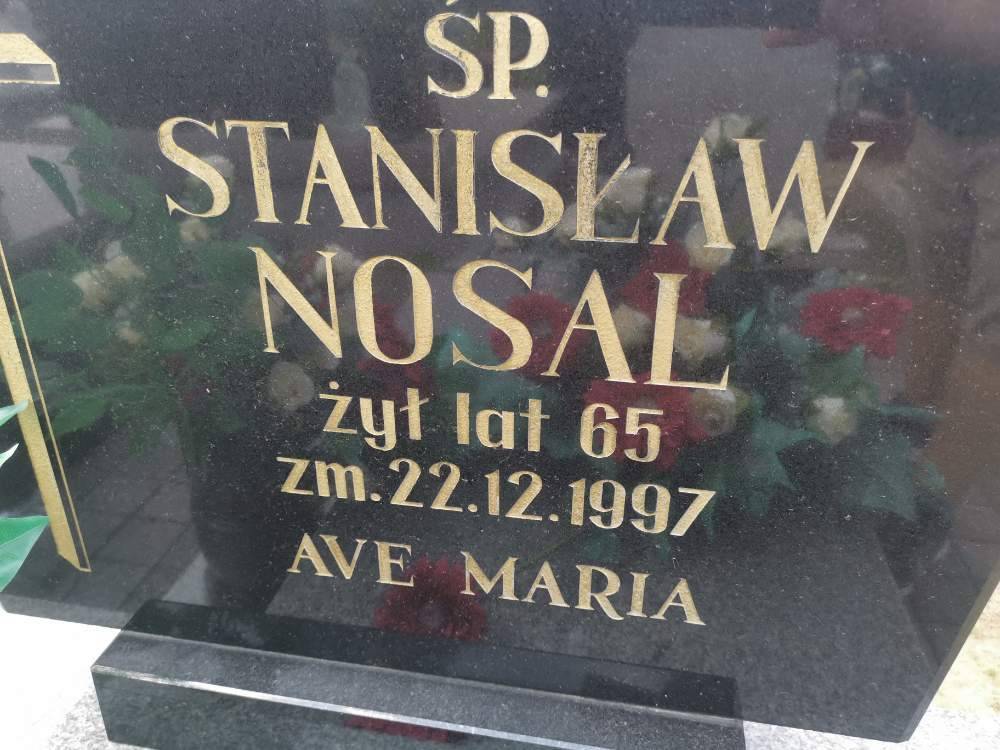 ŚP.
STANISŁAW
NOSAL
żył lat 65
zm. 22.12.1997
AVE MARIA